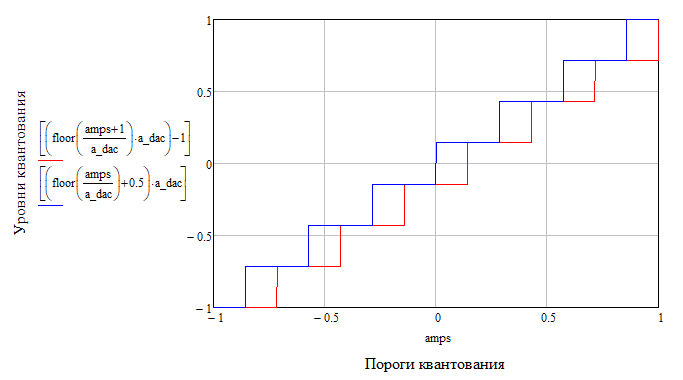 1
0.5
0
− 0.5
− 1
− 1
− 0.5
0
0.5
1
amps
Пороги квантования
Уровни квантования
[(floor(amps+1/a_dac)·a_dac)−1]
[(floor(amps/a_dac)+0.5)·a_dac]